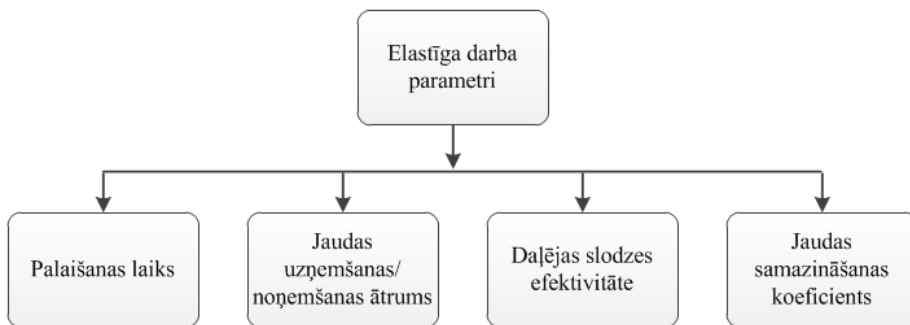 Elastīga darba
parametri
Palaišanas laiks
Jaudas
uzņemšanas/
noņemšanas ātrums
Daļējas slodzes
efektivitāte
Jaudas
samazināšanas
koeficients